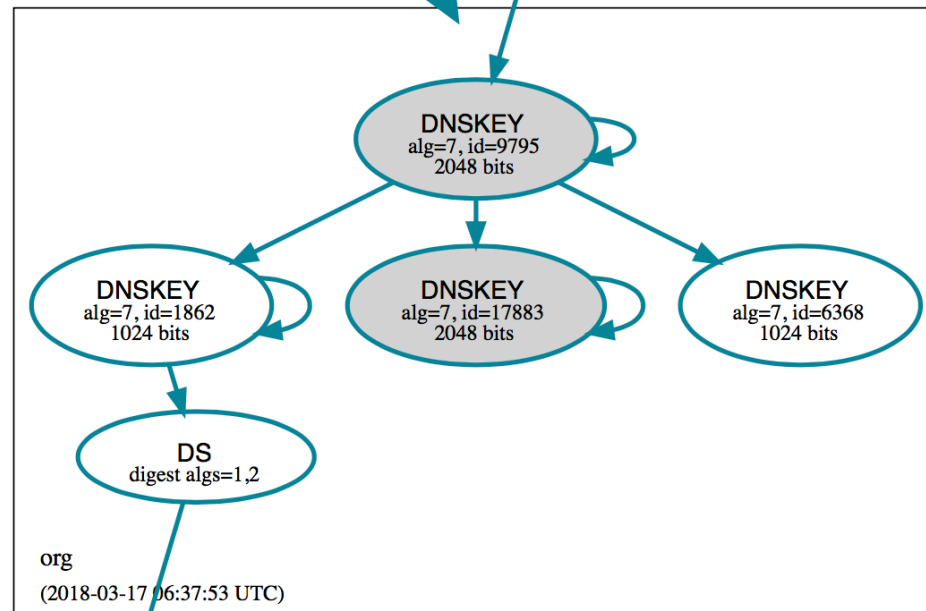 DNSKEY
alg=7, id=9795
2048 bits
DNSKEY
alg=7, id=1862
1024 bits
DNSKEY
alg=7, id=17883
2048 bits
DNSKEY
alg=7, id=6368
1024 bits
DS
digest algs=1,2
org
(2018-03-17 06:37:53 UTC)